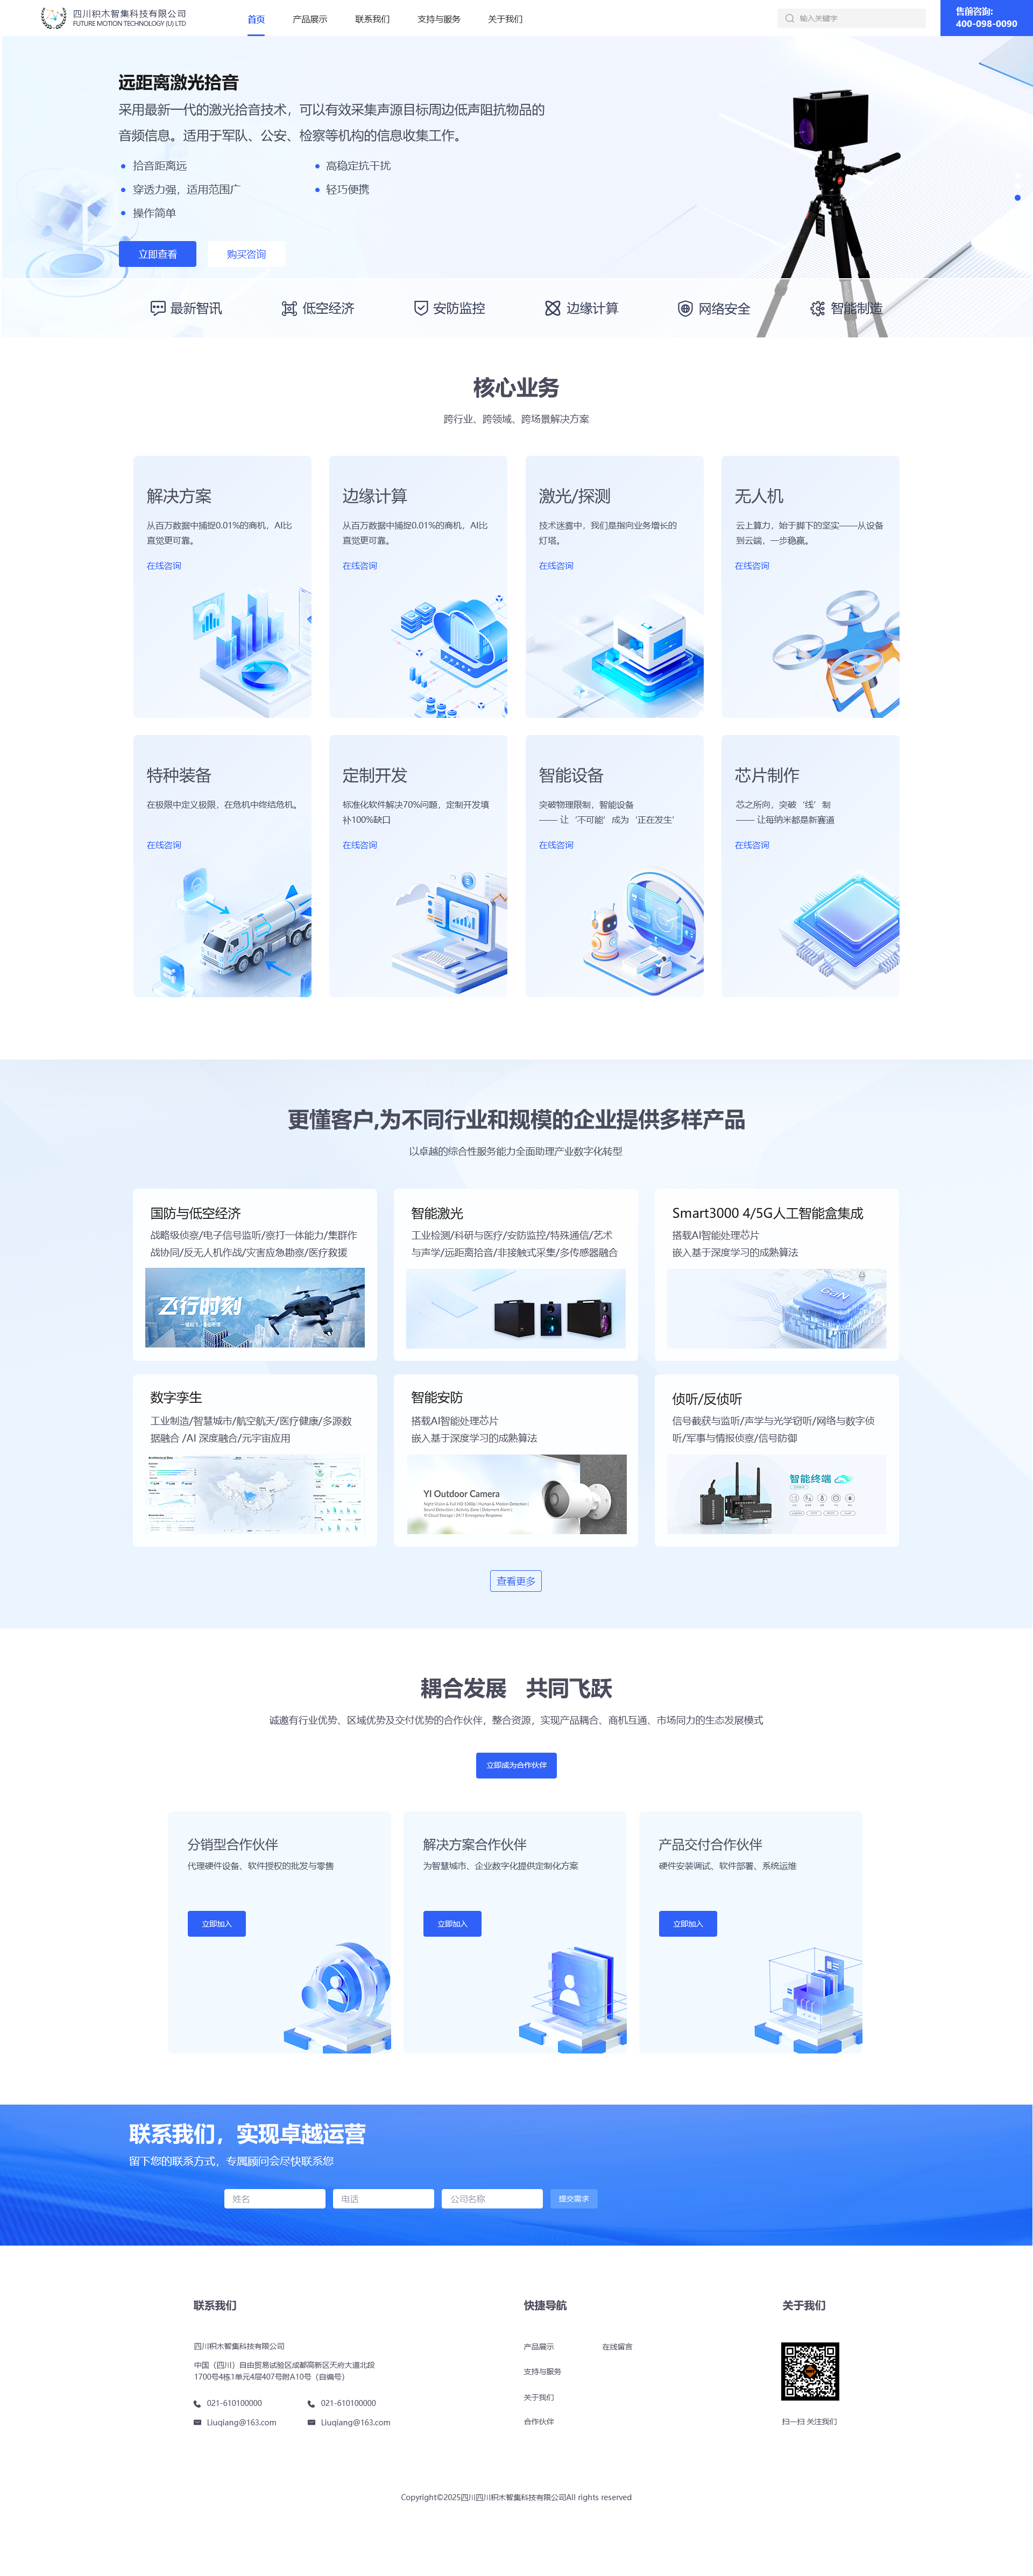 四川积木智集科技有限公司
FUTURE MOTION TECHNOLOGY (U) LTD
首页 产品展示 联系我们 支持与服务 关于我们
输入关键字
售前咨询:
400-098-0090
远距离激光拾音
采用最新一代的激光拾音技术，可以有效采集声源目标周边低声阻抗物品的
音频信息。适用于军队、公安、检察等机构的信息收集工作。
拾音距离远 高稳定抗干扰
穿透力强，适用范围广 轻巧便携
操作简单
立即查看 购买咨询
最新智讯 低空经济 安防监控 边缘计算 网络安全 智能制造
核心业务
跨行业、跨领域、跨场景解决方案
解决方案
从百万数据中捕捉0.01%的商机，AI比
直觉更可靠。
在线咨询
边缘计算
从百万数据中捕捉0.01%的商机，AI比
直觉更可靠。
在线咨询
激光/探测
技术迷雾中，我们是指向业务增长的
灯塔。
在线咨询
无人机
云上算力，始于脚下的坚实——从设备
到云端，一步稳赢。
在线咨询
特种装备
在极限中定义极限，在危机中终结危机。
在线咨询
定制开发
标准化软件解决70%问题，定制开发填
补100%缺口
在线咨询
智能设备
突破物理限制，智能设备
—— 让‘不可能’成为‘正在发生’
在线咨询
芯片制作
芯之所向，突破‘线’制
—— 让每纳米都是新赛道
在线咨询
更懂客户,为不同行业和规模的企业提供多样产品
以卓越的综合性服务能力全面助理产业数字化转型
国防与低空经济
战略级侦察/电子信号监听/察打一体能力/集群作
战协同/反无人机作战/灾害应急勘察/医疗救援
飞行时刻
智能激光
工业检测/科研与医疗/安防监控/特殊通信/艺术
与声学/远距离拾音/非接触式采集/多传感器融合
Smart3000 4/5G人工智能盒集成
搭载AI智能处理芯片
嵌入基于深度学习的成熟算法
GaN
数字孪生
工业制造/智慧城市/航空航天/医疗健康/多源数
据融合 /AI 深度融合/元宇宙应用
智能安防
搭载AI智能处理芯片
嵌入基于深度学习的成熟算法
YI Outdoor Camera
Night Vision & Full HD 1080p | Human & Motion Detection |
Sound Detection | Activity Zone | Deterrent Alarm |
YI Cloud Storage | 24/7 Emergency Response
侦听/反侦听
信号截获与监听/声学与光学窃听/网络与数字侦
听/军事与情报侦察/信号防御
智能终端
查看更多
耦合发展 共同飞跃
诚邀有行业优势、区域优势及交付优势的合作伙伴，整合资源，实现产品耦合、商机互通、市场同力的生态发展模式
立即成为合作伙伴
分销型合作伙伴
代理硬件设备、软件授权的批发与零售
立即加入
解决方案合作伙伴
为智慧城市、企业数字化提供定制化方案
立即加入
产品交付合作伙伴
硬件安装调试、软件部署、系统运维
立即加入
联系我们，实现卓越运营
留下您的联系方式，专属顾问会尽快联系您
姓名 电话 公司名称 提交需求
联系我们
四川积木智集科技有限公司
中国（四川）自由贸易试验区成都高新区天府大道北段
1700号4栋1单元4层407号附A10号（自编号）
021-610100000 021-610100000
Liuqiang@163.com Liuqiang@163.com
快捷导航
产品展示 在线留言
支持与服务
关于我们
合作伙伴
关于我们
扫一扫 关注我们
Copyright©2025四川四川积木智集科技有限公司All rights reserved